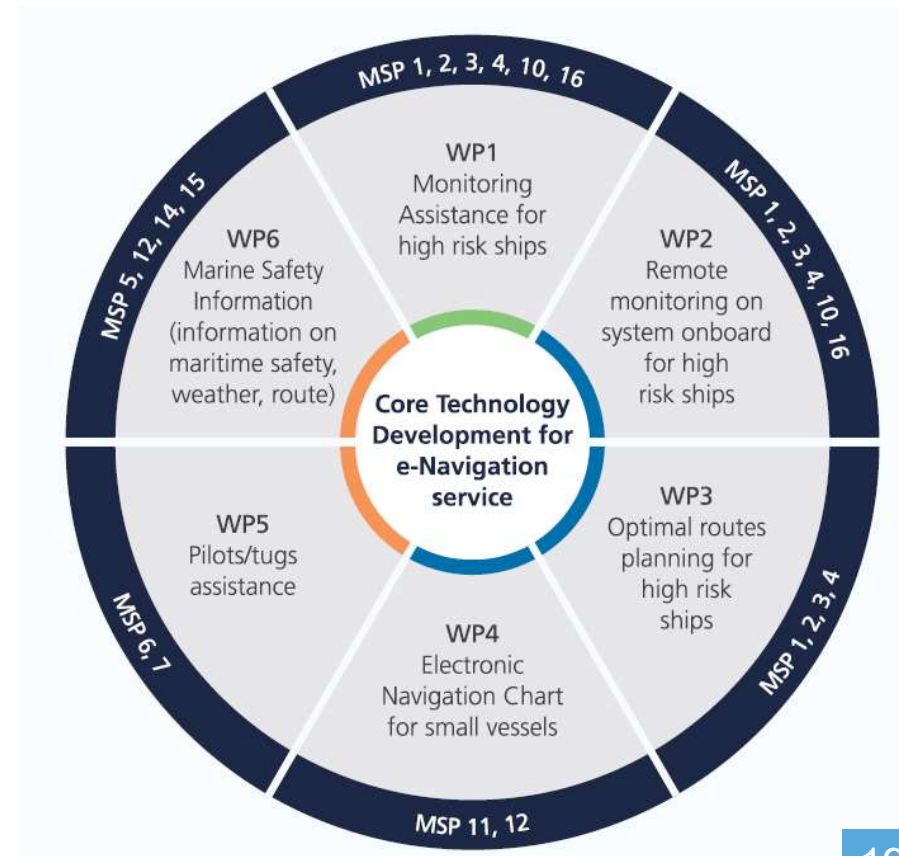 MSP 1, 2, 3, 4, 10, 16
WP1
Monitoring
Assistance for
high risk ships
MSP 1, 2, 3, 4, 10, 16
WP2
Remote
monitoring on
system onboard
for high
risk ships
MSP 1, 2, 3, 4
WP3
Optimal routes
planning for
high risk
ships
MSP 11, 12
WP4
Electronic
Navigation Chart
for small vessels
MSP 6, 7
WP5
Pilots/tugs
assistance
MSP 5, 12, 14, 15
WP6
Marine Safety
Information
(information on
maritime safety,
weather, route)
Core Technology
Development for
e-Navigation
service